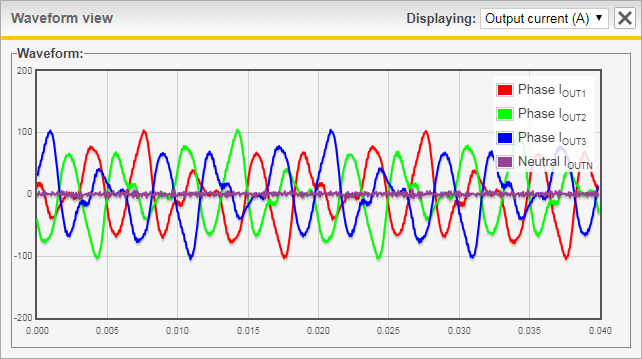 Waveform view Displaying: Output current (A)
Waveform:
200
100
0
-100
-200
0.000 0.005 0.010 0.015 0.020 0.025 0.030 0.035 0.040
Phase IOUT1
Phase IOUT2
Phase IOUT3
Neutral IOUTN